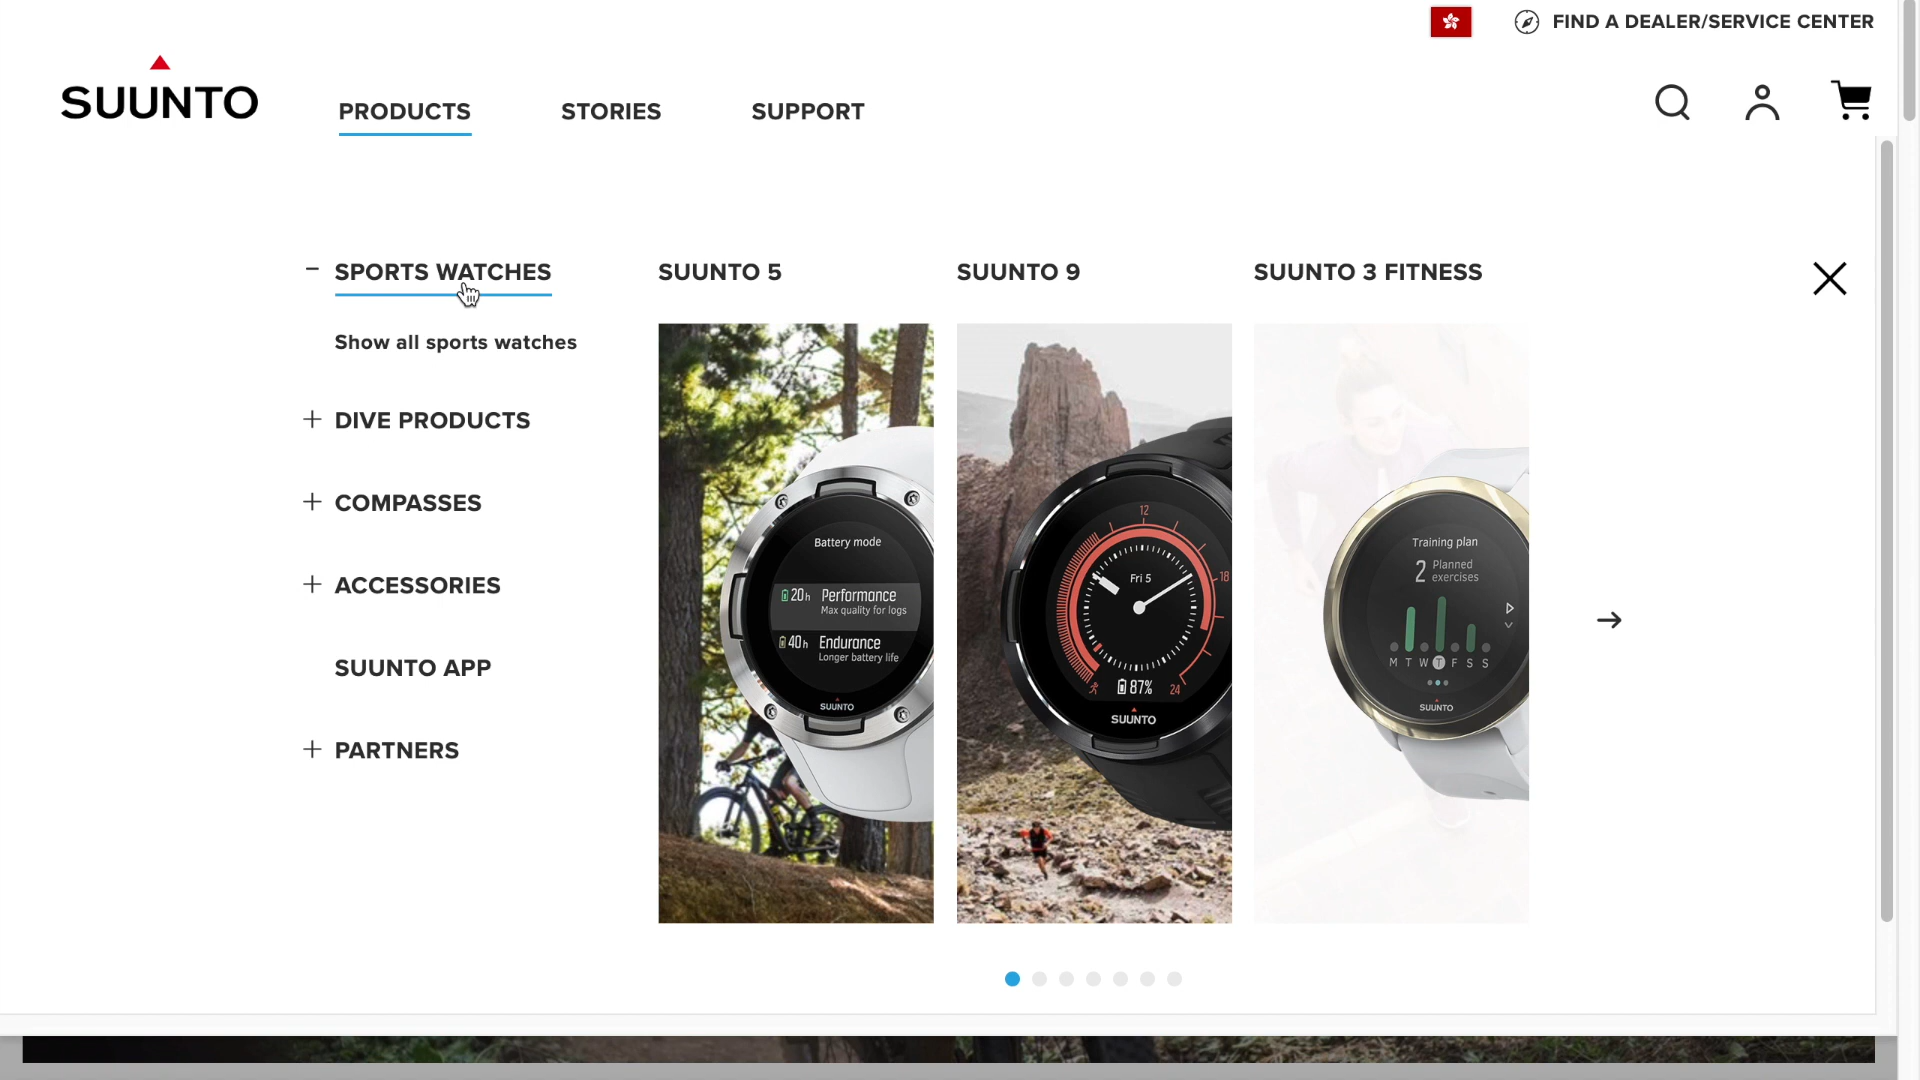 FIND A DEALER/SERVICE CENTER
SUUNTO
PRODUCTS
STORIES
SUPPORT
SPORTS WATCHES
Show all sports watches
DIVE PRODUCTS
COMPASSES
ACCESSORIES
SUUNTO APP
PARTNERS
SUUNTO 5
SUUNTO 9
SUUNTO 3 FITNESS
Battery mode
20h Performance
Max quality for logs
40h Endurance
Longer battery life
SUUNTO
12
Fri 5
18
87%
24
SUUNTO
Training plan
2 Planned
exercises
M T W T F S S
SUUNTO